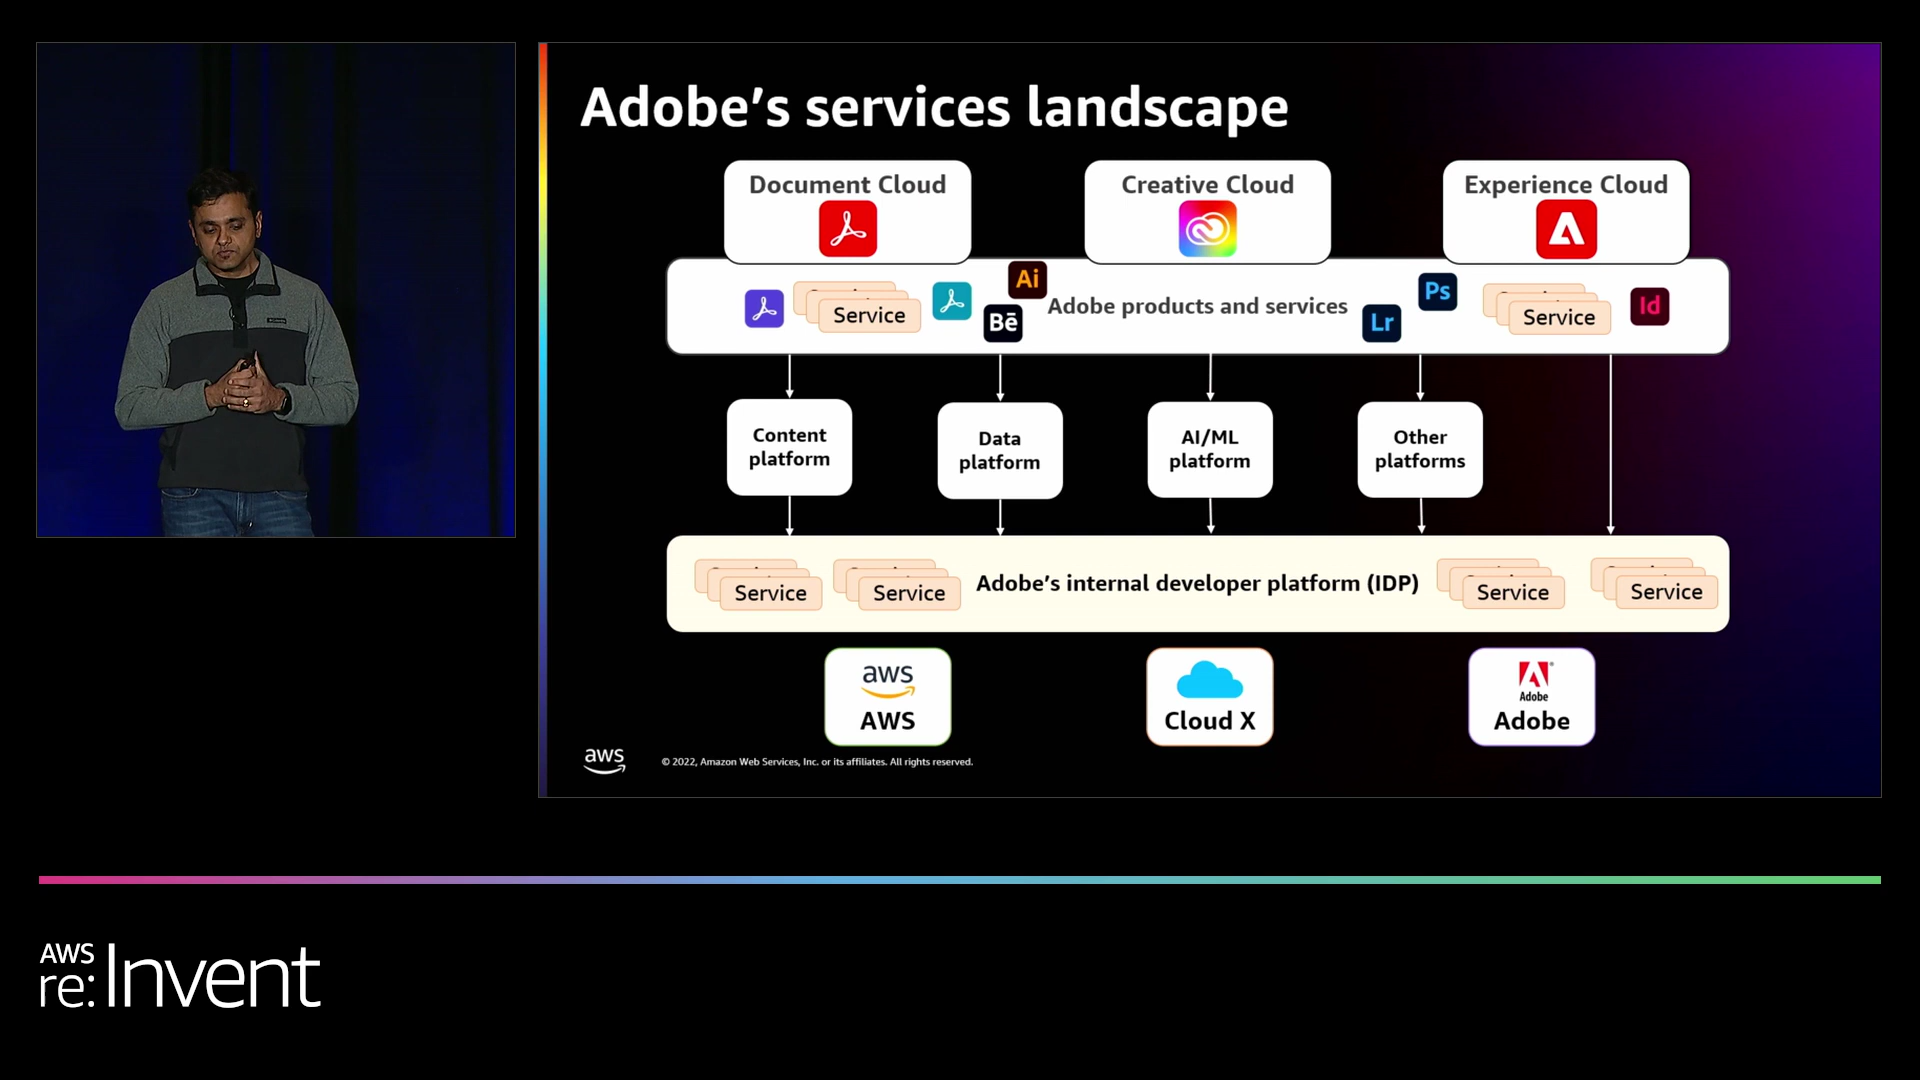 Adobe's services landscape
Document Cloud
Creative Cloud
Experience Cloud
Ai
Ps
Service
Bē
Adobe products and services
Lr
Service
Id
Content
platform
Data
platform
AI/ML
platform
Other
platforms
Service
Service
Adobe's internal developer platform (IDP)
Service
Service
aws
AWS
Cloud X
Adobe
Adobe
aws
© 2022, Amazon Web Services, Inc. or its affiliates. All rights reserved.
AWS
re:Invent